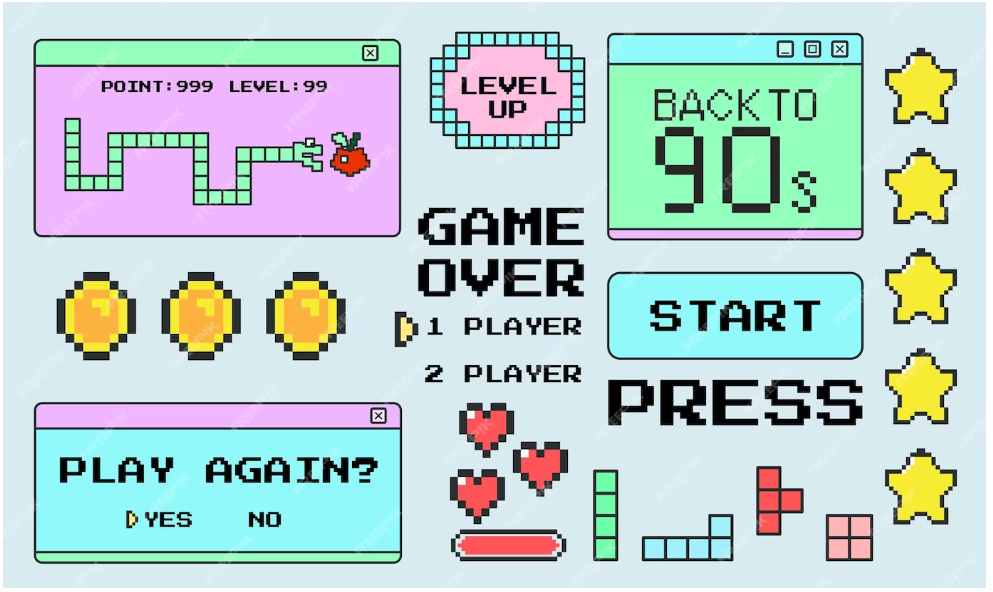 POINT:999 LEVEL:99
LEVEL
UP
BACK TO
90s
GAME
OVER
1 PLAYER
2 PLAYER
START
PRESS
PLAY AGAIN?
YES NO